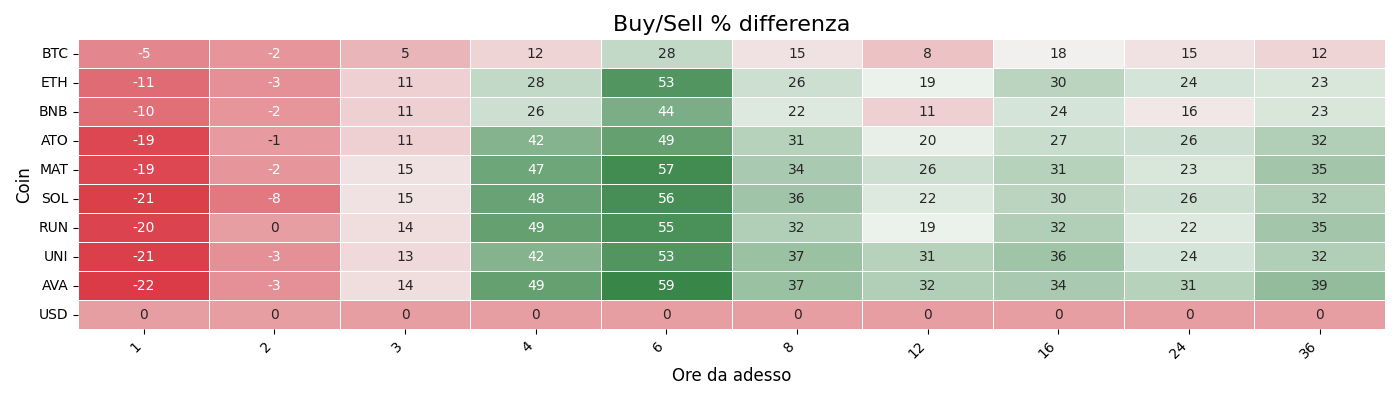 Buy/Sell % differenza
Coin
BTC -5 -2 5 12 28 15 8 18 15 12
ETH -11 -3 11 28 53 26 19 30 24 23
BNB -10 -2 11 26 44 22 11 24 16 23
ATO -19 -1 11 42 49 31 20 27 26 32
MAT -19 -2 15 47 57 34 26 31 23 35
SOL -21 -8 15 48 56 36 22 30 26 32
RUN -20 0 14 49 55 32 19 32 22 35
UNI -21 -3 13 42 53 37 31 36 24 32
AVA -22 -3 14 49 59 37 32 34 31 39
USD 0 0 0 0 0 0 0 0 0 0
1 2 3 4 6 8 12 16 24 36
Ore da adesso